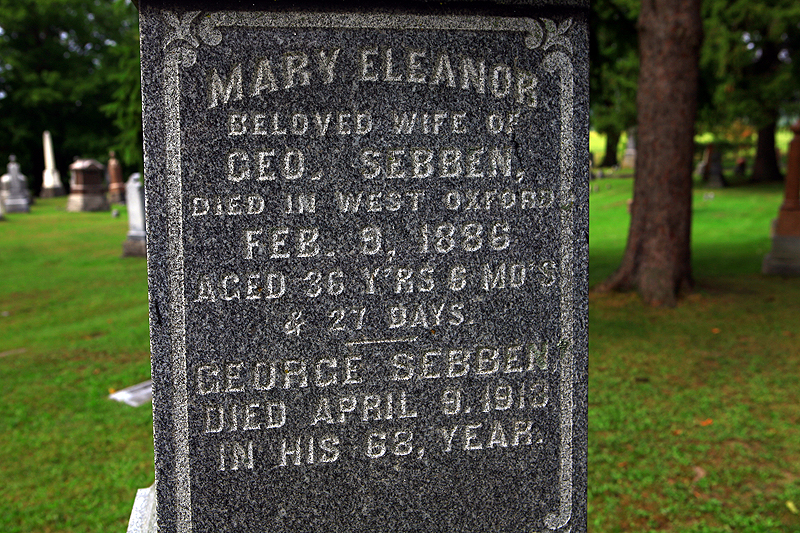 MARY ELEANOR
BELOVED WIFE OF
GEO. SEBBEN,
DIED IN WEST OXFORD.
FEB. 9, 1886
AGED 36 Y'RS 6 MO'S
& 27 DAYS.
GEORGE SEBBEN,
DIED APRIL 9. 1913
IN HIS 68, YEAR.